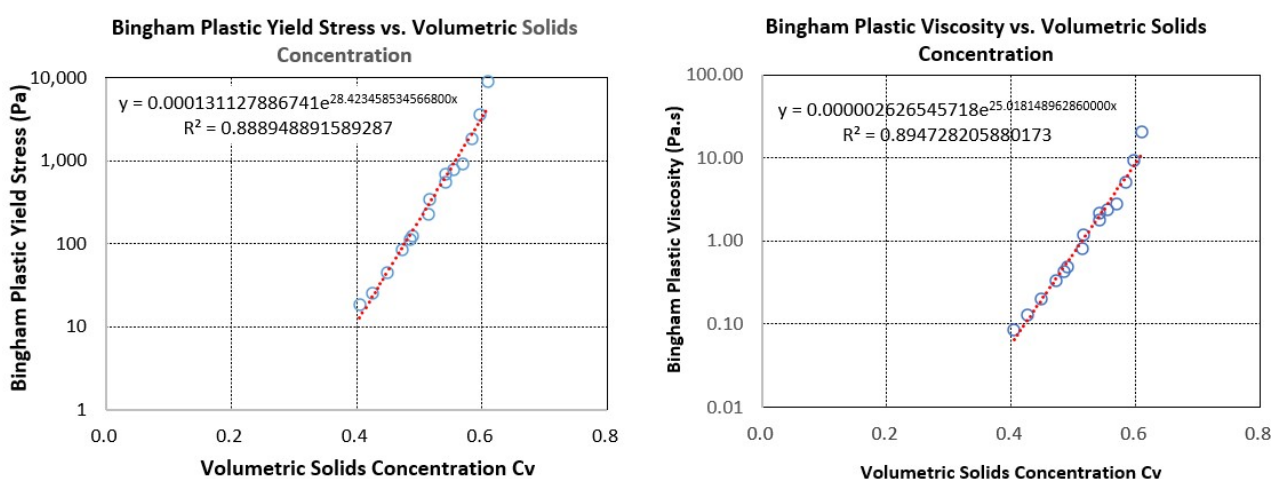 Bingham Plastic Yield Stress vs. Volumetric Solids
Concentration
Bingham Plastic Yield Stress (Pa)
10,000
1,000
100
10
1
y = 0.000131127886741e^28.423458534566800x
R² = 0.888948891589287
0.0 0.2 0.4 0.6 0.8
Volumetric Solids Concentration Cv
Bingham Plastic Viscosity vs. Volumetric Solids
Concentration
Bingham Plastic Viscosity (Pa.s)
100.00
10.00
1.00
0.10
0.01
y = 0.000002626545718e^25.018148962860000x
R² = 0.894728205880173
0.0 0.2 0.4 0.6 0.8
Volumetric Solids Concentration Cv